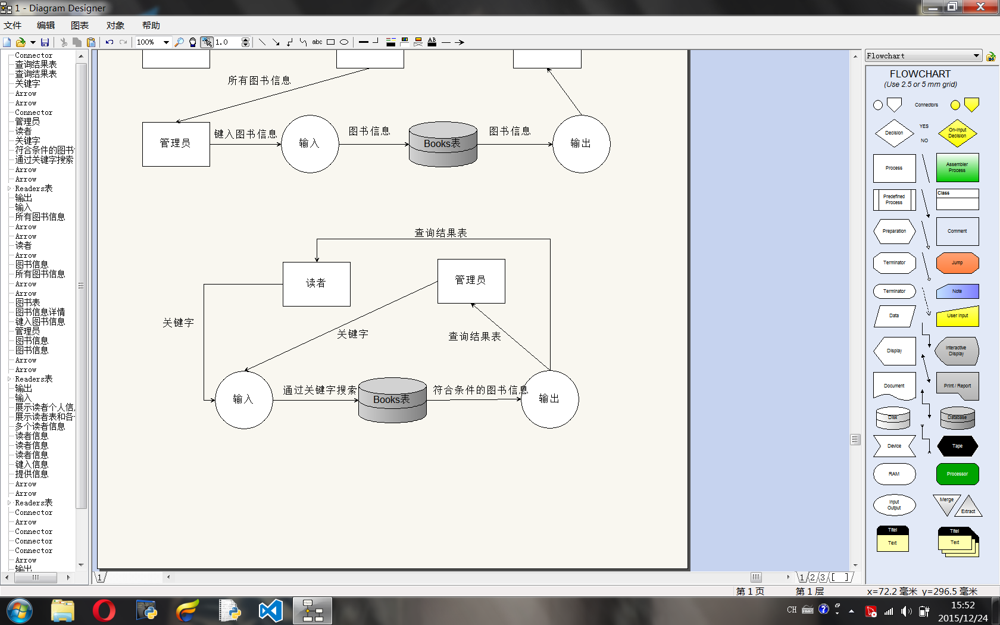 1 - Diagram Designer
文件 编辑 图表 对象 帮助
100% 1.0 abc AB
Connector
查询结果表
查询结果表
关键字
Arrow
Arrow
Connector
管理员
读者
关键字
符合条件的图书
通过关键字搜索
Arrow
Arrow
Readers表
输出
输入
所有图书信息
Arrow
Arrow
读者
Arrow
图书信息
所有图书信息
Arrow
Arrow
图书表
图书信息详情
键入图书信息
管理员
图书信息
图书信息
Arrow
Arrow
Readers表
输出
输入
展示读者个人信
展示读者表和各
多个读者信息
读者信息
读者信息
读者信息
键入信息
提供信息
Arrow
Arrow
Readers表
Connector
Arrow
Connector
Connector
Connector
Arrow
输出
所有图书信息
管理员
键入图书信息
输入
图书信息
Books表
图书信息
输出
查询结果表
读者
管理员
关键字
关键字
查询结果表
输入
通过关键字搜索
Books表
符合条件的图书信息
输出
Flowchart
FLOWCHART
(Use 2.5 or 5 mm grid)
Connectors
Decision
YES
NO
On-input
Decision
Process
Assembler
Process
Predefined
Process
Class
Preparation
Comment
Terminator
Jump
Terminator
Note
Data
User Input
Display
Interactive
Display
Document
Print / Report
Disk
Database
Device
Tape
RAM
Processor
Input
Output
Merge
Extract
Titel
Text
Titel
Text
1
1 2 3 [ ]
第 1 页 第 1 层 x=72.2 毫米 y=296.5 毫米
CH
15:52
2015/12/24